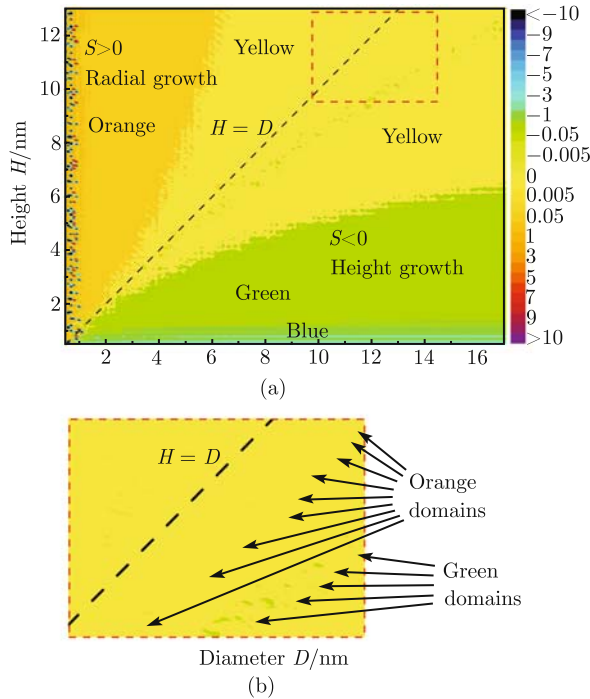 12
10
8
6
4
2
Height H/nm
S>0
Radial growth
Orange
Yellow
H = D
Yellow
S<0
Height growth
Green
Blue
2 4 6 8 10 12 14 16
<−10
−9
−7
−5
−3
−1
−0.05
−0.005
0
0.005
0.05
1
3
5
7
9
>10
(a)
H = D
Orange
domains
Green
domains
Diameter D/nm
(b)